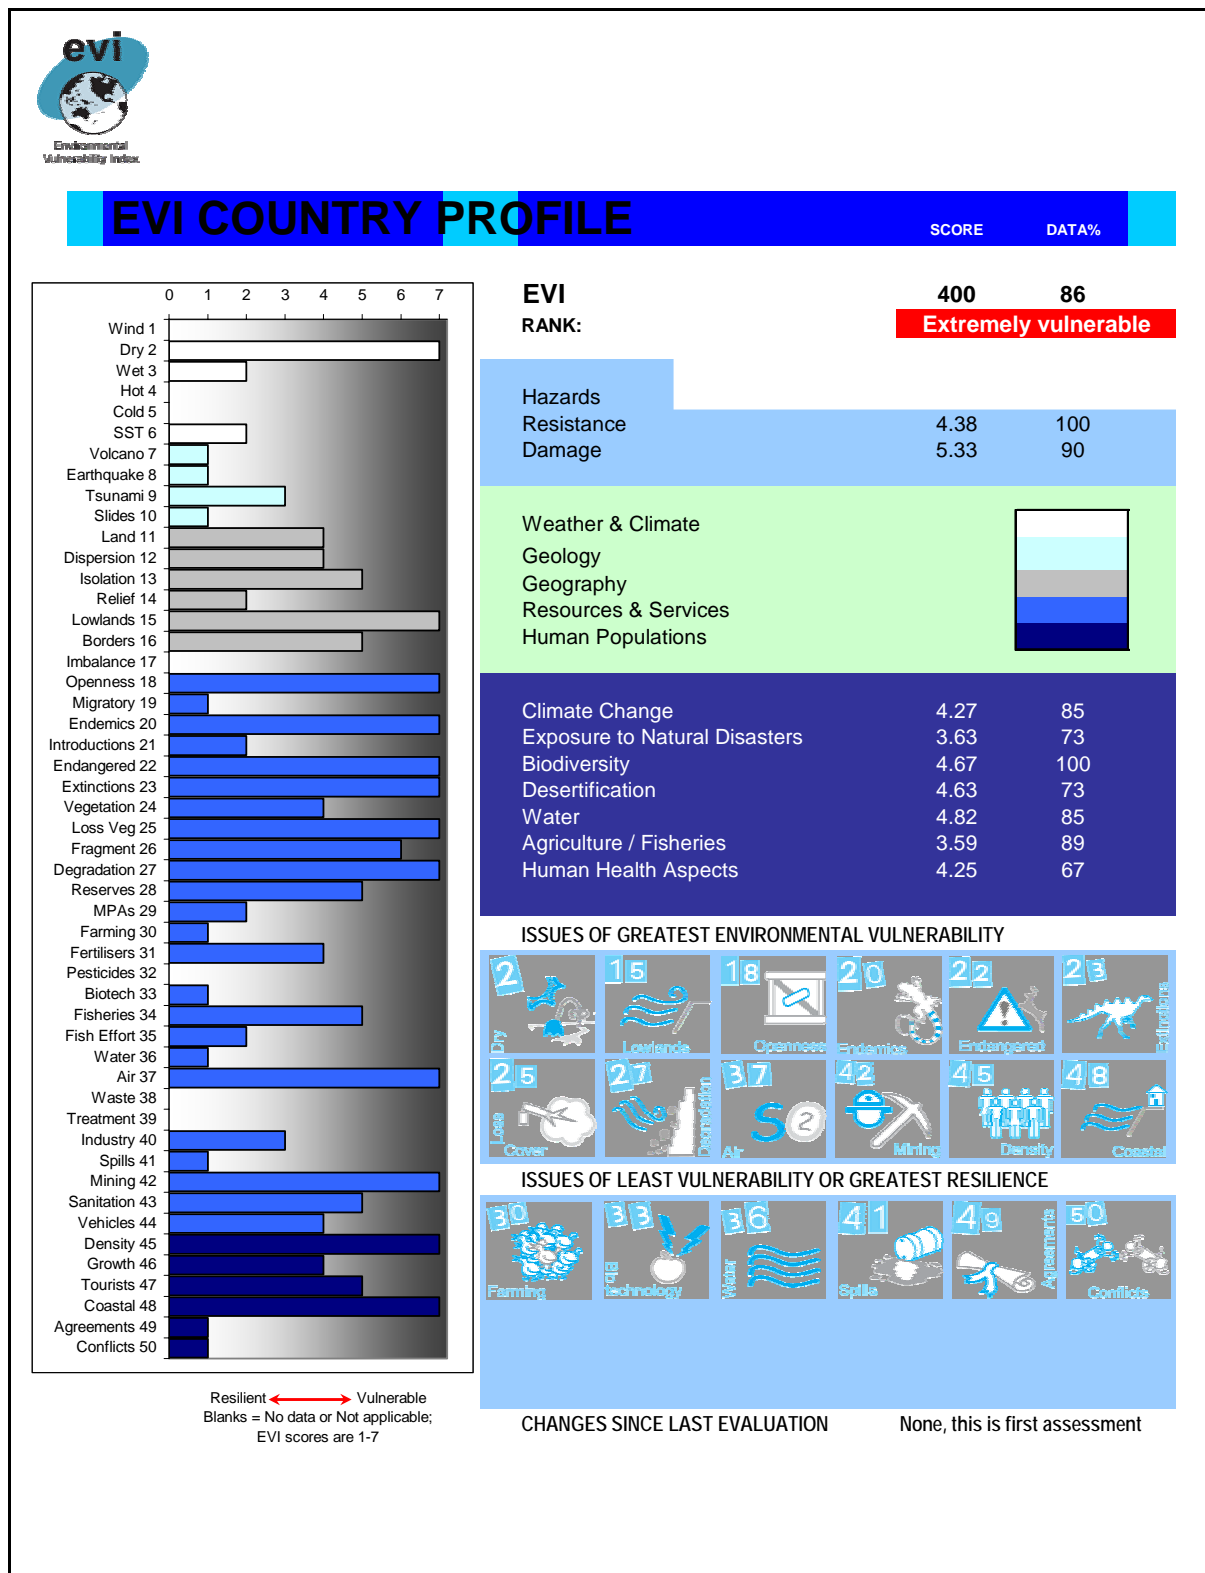 evi
Environmental
Vulnerability Index
EVI COUNTRY PROFILE SCORE DATA%
0 1 2 3 4 5 6 7
Wind 1
Dry 2
Wet 3
Hot 4
Cold 5
SST 6
Volcano 7
Earthquake 8
Tsunami 9
Slides 10
Land 11
Dispersion 12
Isolation 13
Relief 14
Lowlands 15
Borders 16
Imbalance 17
Openness 18
Migratory 19
Endemics 20
Introductions 21
Endangered 22
Extinctions 23
Vegetation 24
Loss Veg 25
Fragment 26
Degradation 27
Reserves 28
MPAs 29
Farming 30
Fertilisers 31
Pesticides 32
Biotech 33
Fisheries 34
Fish Effort 35
Water 36
Air 37
Waste 38
Treatment 39
Industry 40
Spills 41
Mining 42
Sanitation 43
Vehicles 44
Density 45
Growth 46
Tourists 47
Coastal 48
Agreements 49
Conflicts 50
Resilient Vulnerable
Blanks = No data or Not applicable;
EVI scores are 1-7
EVI 400 86
RANK: Extremely vulnerable
Hazards
Resistance 4.38 100
Damage 5.33 90
Weather & Climate
Geology
Geography
Resources & Services
Human Populations
Climate Change 4.27 85
Exposure to Natural Disasters 3.63 73
Biodiversity 4.67 100
Desertification 4.63 73
Water 4.82 85
Agriculture / Fisheries 3.59 89
Human Health Aspects 4.25 67
ISSUES OF GREATEST ENVIRONMENTAL VULNERABILITY
2 Dry
15 Lowlands
18 Openness
20 Endemics
22 Endangered
23 Extinctions
25 Loss Cover
27 Degradation
37 Air SO2
42 Mining
45 Density
48 Coastal
ISSUES OF LEAST VULNERABILITY OR GREATEST RESILIENCE
30 Farming
33 Biotechnology
36 Water
41 Spills
49 Agreements
50 Conflicts
CHANGES SINCE LAST EVALUATION None, this is first assessment